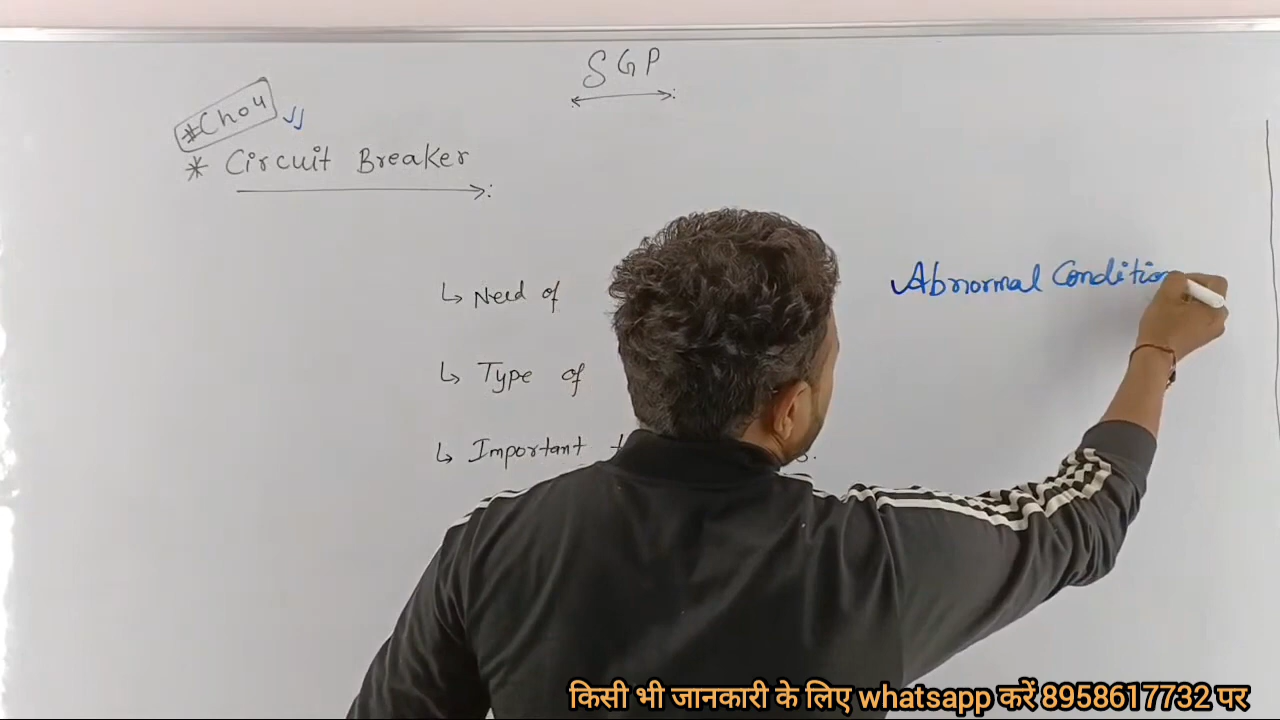 SGP
#Ch04
* Circuit Breaker
↳ Need of
Abnormal Condition
↳ Type of
↳ Important
किसी भी जानकारी के लिए whatsapp करें 8958617732 पर